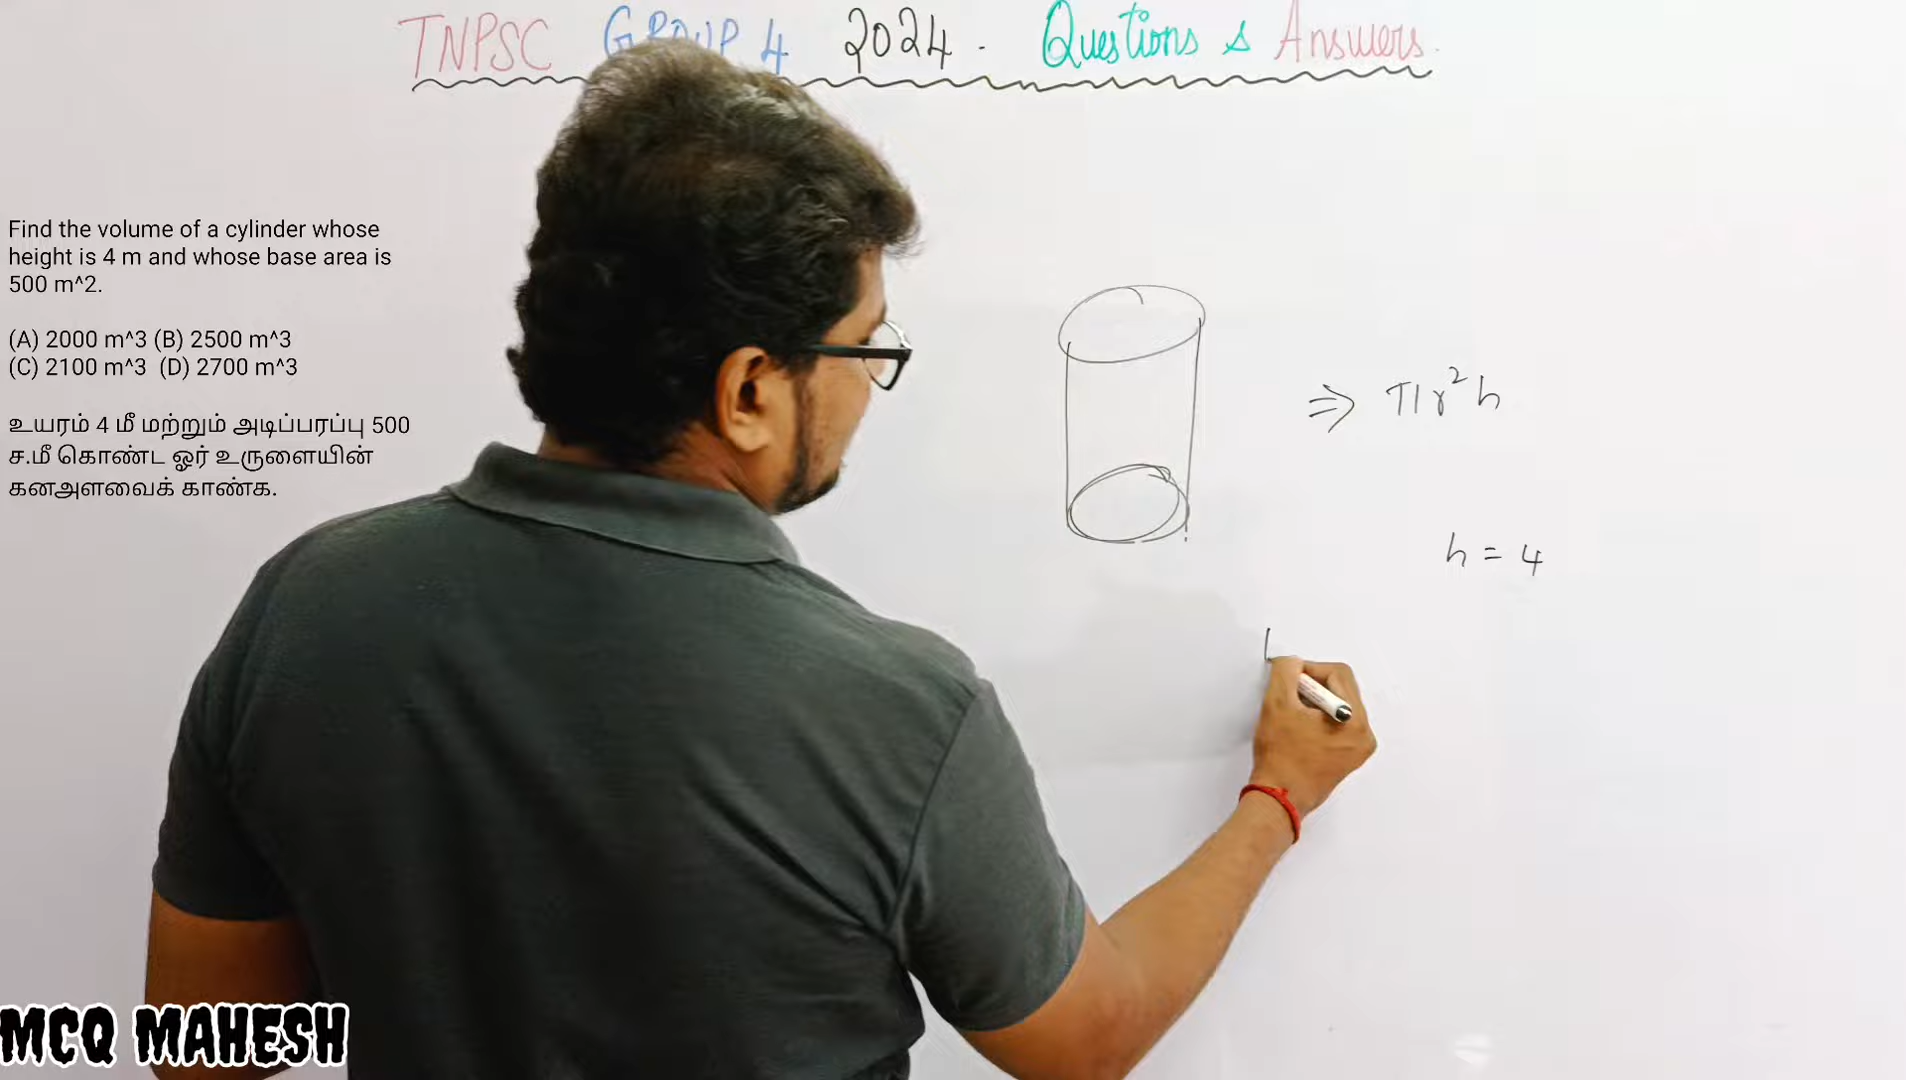 TNPSC GROUP 4 2024. Questions & Answers.
Find the volume of a cylinder whose
height is 4 m and whose base area is
500 m^2.
(A) 2000 m^3 (B) 2500 m^3
(C) 2100 m^3 (D) 2700 m^3
உயரம் 4 மீ மற்றும் அடிப்பரப்பு 500
ச.மீ கொண்ட ஓர் உருளையின்
கனஅளவைக் காண்க.
⇒ πr²h
h = 4
MCQ MAHESH